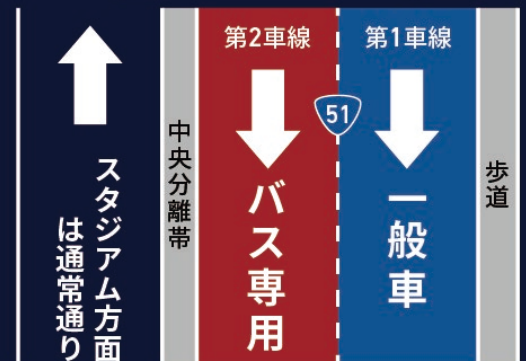 スタジアム方面
は通常通り
中央分離帯
第2車線
バス専用
51
第1車線
一般車
歩道